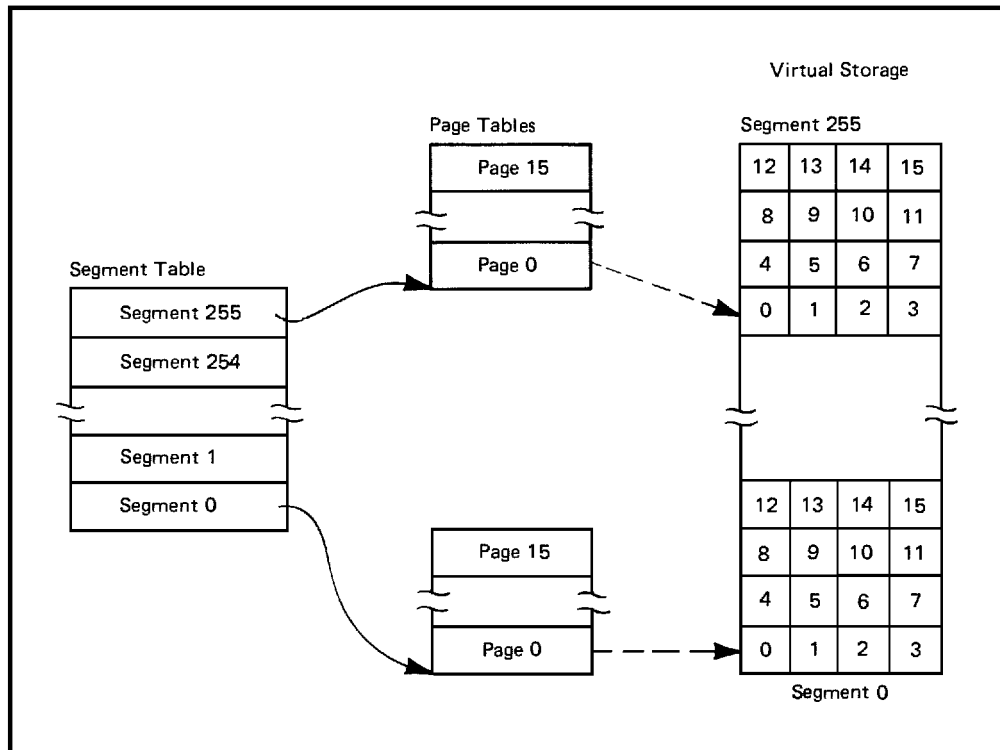 Virtual Storage
Page Tables
Segment 255
Page 15
12 13 14 15
8 9 10 11
Page 0
4 5 6 7
0 1 2 3
Segment Table
Segment 255
Segment 254
Segment 1
Segment 0
Page 15
Page 0
12 13 14 15
8 9 10 11
4 5 6 7
0 1 2 3
Segment 0